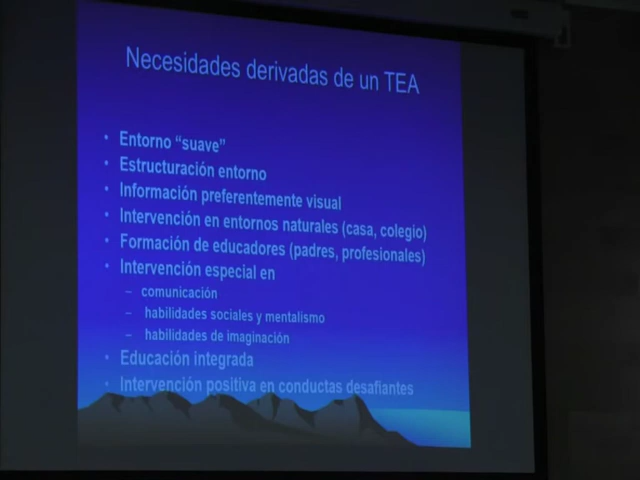 Necesidades derivadas de un TEA
• Entorno “suave”
• Estructuración entorno
• Información preferentemente visual
• Intervención en entornos naturales (casa, colegio)
• Formación de educadores (padres, profesionales)
• Intervención especial en
– comunicación
– habilidades sociales y mentalismo
– habilidades de imaginación
• Educación integrada
• Intervención positiva en conductas desafiantes